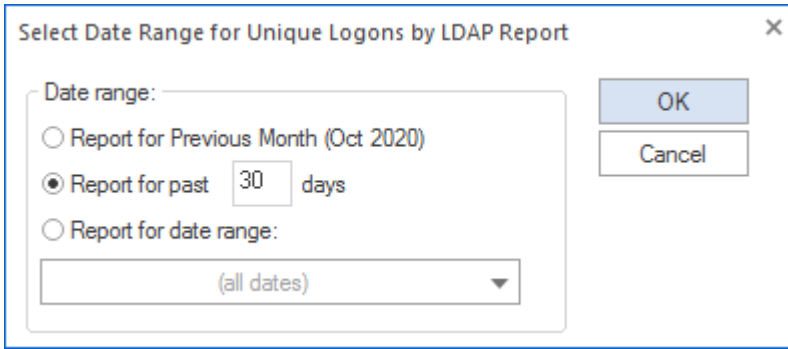 Select Date Range for Unique Logons by LDAP Report
Date range:
Report for Previous Month (Oct 2020)
Report for past 30 days
Report for date range:
(all dates)
OK
Cancel